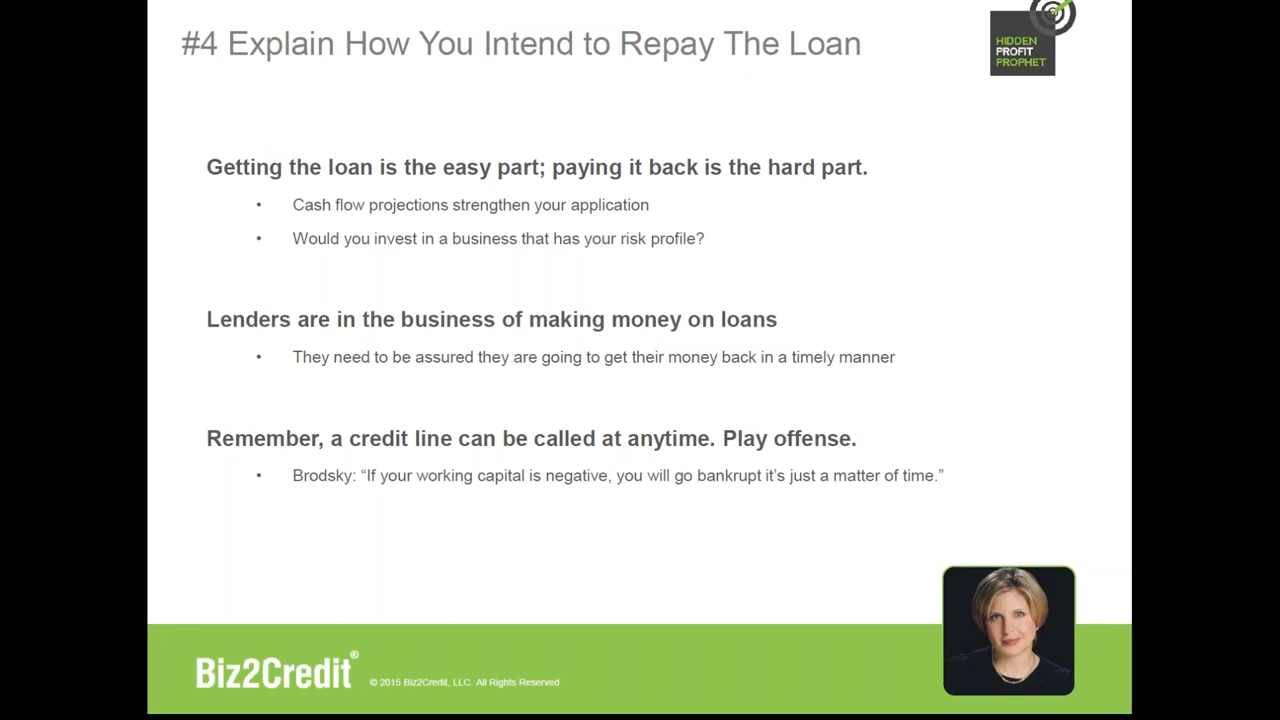 #4 Explain How You Intend to Repay The Loan
HIDDEN
PROFIT
PROPHET
Getting the loan is the easy part; paying it back is the hard part.
• Cash flow projections strengthen your application
• Would you invest in a business that has your risk profile?
Lenders are in the business of making money on loans
• They need to be assured they are going to get their money back in a timely manner
Remember, a credit line can be called at anytime. Play offense.
• Brodsky: “If your working capital is negative, you will go bankrupt it’s just a matter of time.”
Biz2Credit® © 2015 Biz2Credit, LLC. All Rights Reserved